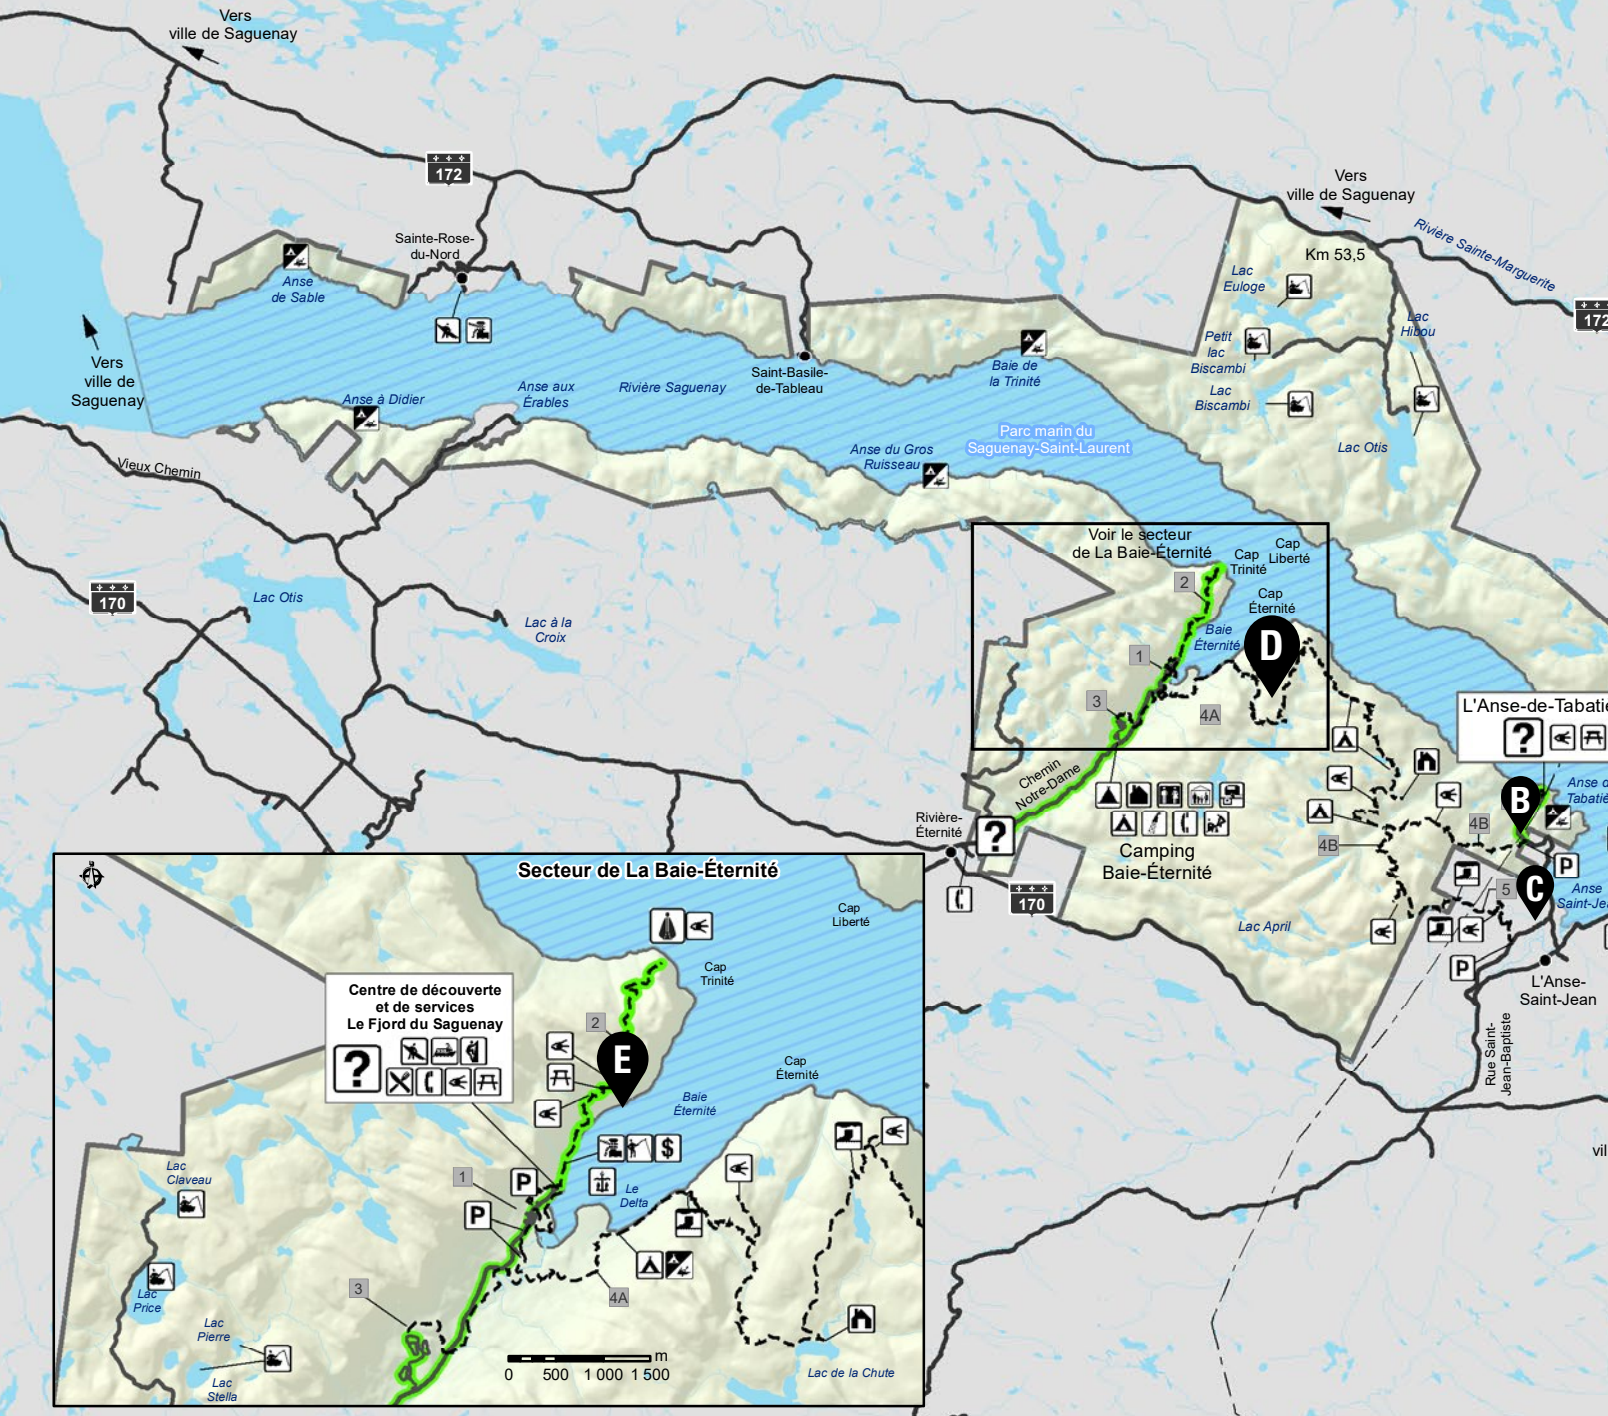 Vers
ville de Saguenay
172
Vers
ville de Saguenay
Rivière Sainte-Marguerite
Km 53,5
172
Sainte-Rose-
du-Nord
Anse
de Sable
Lac
Euloge
Lac
Hibou
Petit
lac
Biscambi
Lac
Biscambi
Lac Otis
Vers
ville de
Saguenay
Anse à Didier
Anse aux
Érables
Rivière Saguenay
Saint-Basile-
de-Tableau
Baie de
la Trinité
Parc marin du
Saguenay-Saint-Laurent
Anse du Gros
Ruisseau
Vieux Chemin
170
Lac Otis
Lac à la
Croix
Voir le secteur
de La Baie-Éternité
Cap
Trinité
Cap
Liberté
Cap
Éternité
Baie
Éternité
2
1
3
4A
D
L'Anse-de-Tabatiè
?
Anse d
Tabatiè
B
4B
4B
P
C
5
Anse
Saint-Je
P
L'Anse-
Saint-Jean
Rue Saint-
Jean-Baptiste
Chemin
Notre-Dame
Rivière-
Éternité
?
Camping
Baie-Éternité
170
Lac April
vil
Secteur de La Baie-Éternité
Cap
Liberté
Cap
Trinité
Centre de découverte
et de services
Le Fjord du Saguenay
?
2
E
Cap
Éternité
Baie
Éternité
$
Le
Delta
1
P
P
Lac
Claveau
Lac
Price
3
4A
Lac
Pierre
Lac
Stella
m
0 500 1 000 1 500
Lac de la Chute